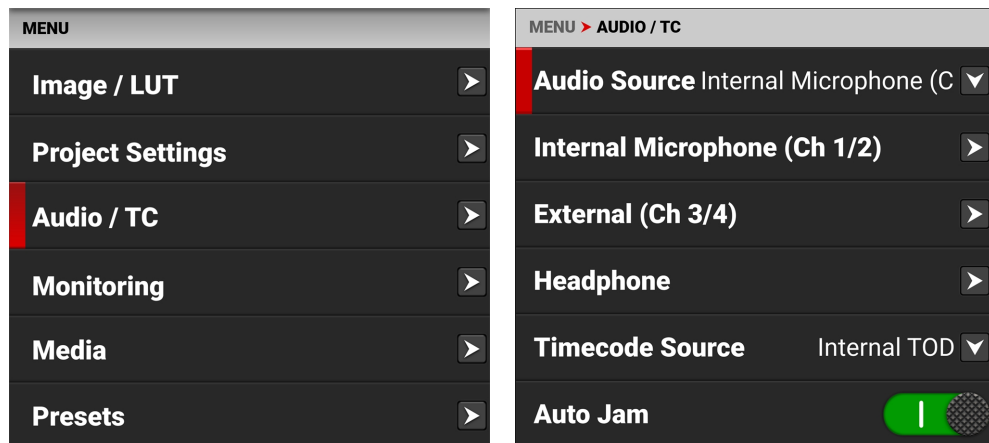 MENU
Image / LUT
Project Settings
Audio / TC
Monitoring
Media
Presets
MENU ➤ AUDIO / TC
Audio Source Internal Microphone (C
Internal Microphone (Ch 1/2)
External (Ch 3/4)
Headphone
Timecode Source Internal TOD
Auto Jam